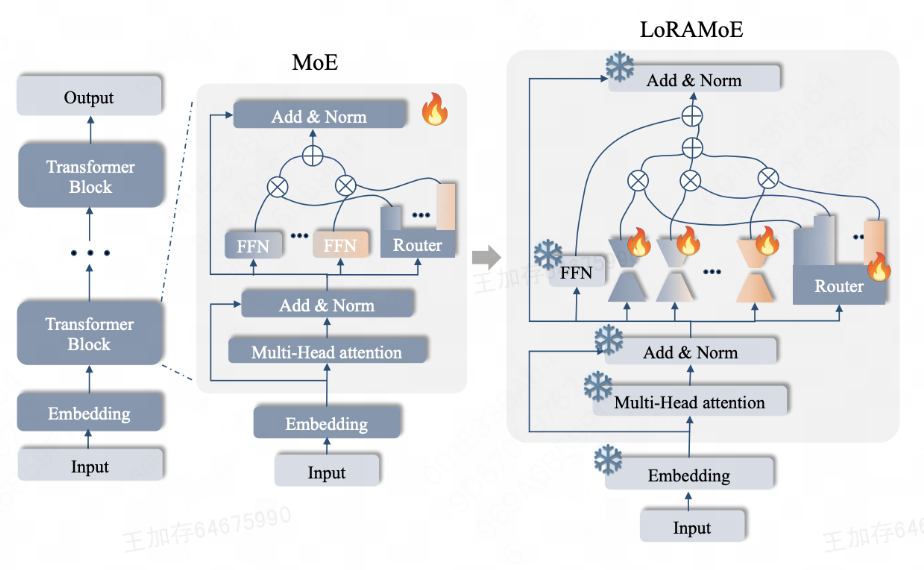 Output
Transformer
Block
Transformer
Block
Embedding
Input
MoE
Add & Norm
FFN
FFN
Router
Add & Norm
Multi-Head attention
Embedding
Input
LoRAMoE
Add & Norm
FFN
Router
Add & Norm
Multi-Head attention
Embedding
Input
王加存64675990
王加存64675990
王加存64